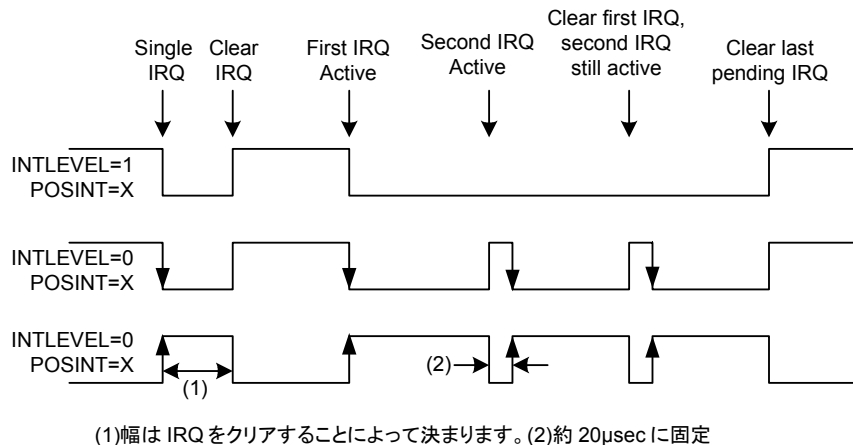 Single
IRQ
Clear
IRQ
First IRQ
Active
Second IRQ
Active
Clear first IRQ,
second IRQ
still active
Clear last
pending IRQ
INTLEVEL=1
POSINT=X
INTLEVEL=0
POSINT=X
INTLEVEL=0
POSINT=X
(1)
(2)
(1)幅は IRQ をクリアすることによって決まります。(2)約 20µsec に固定